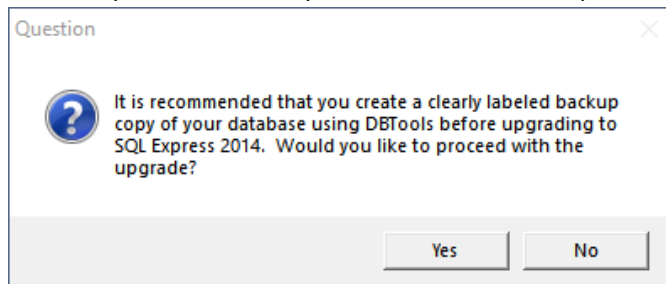 Question
It is recommended that you create a clearly labeled backup
copy of your database using DBTools before upgrading to
SQL Express 2014.  Would you like to proceed with the
upgrade?
Yes
No